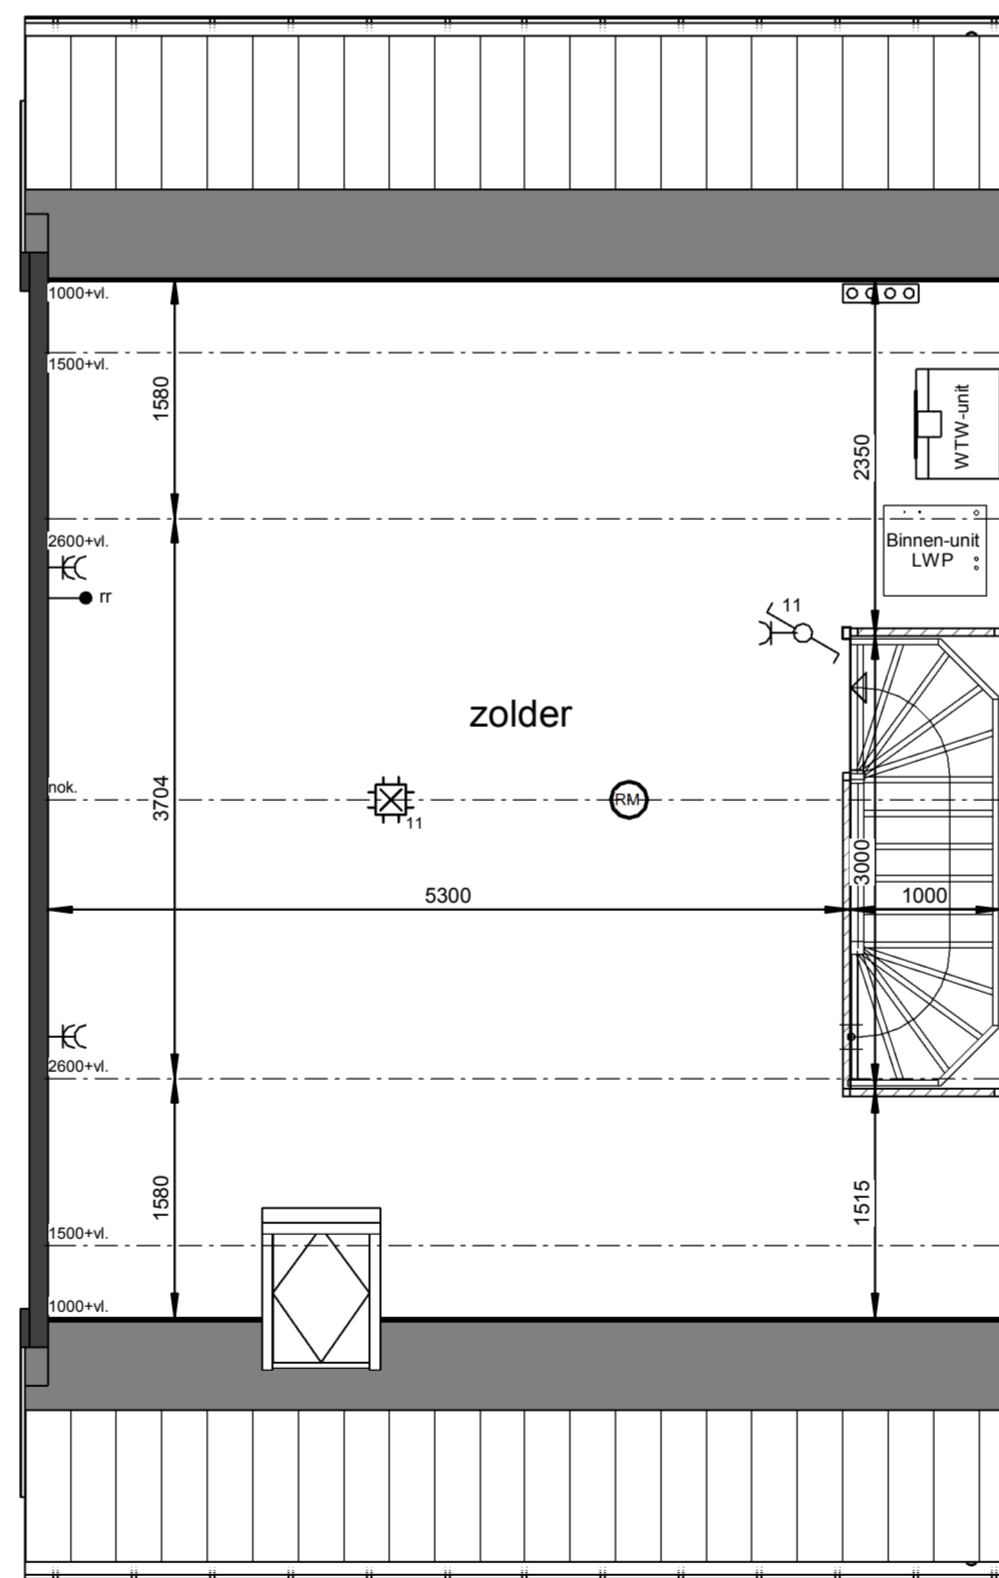 1000+vl.
1500+vl.
1580
2350
WTW-unit
2600+vl.
Binnen-unit
LWP
rr
11
zolder
nok.
3704
11
RM
3000
5300
1000
2600+vl.
1580
1515
1500+vl.
1000+vl.